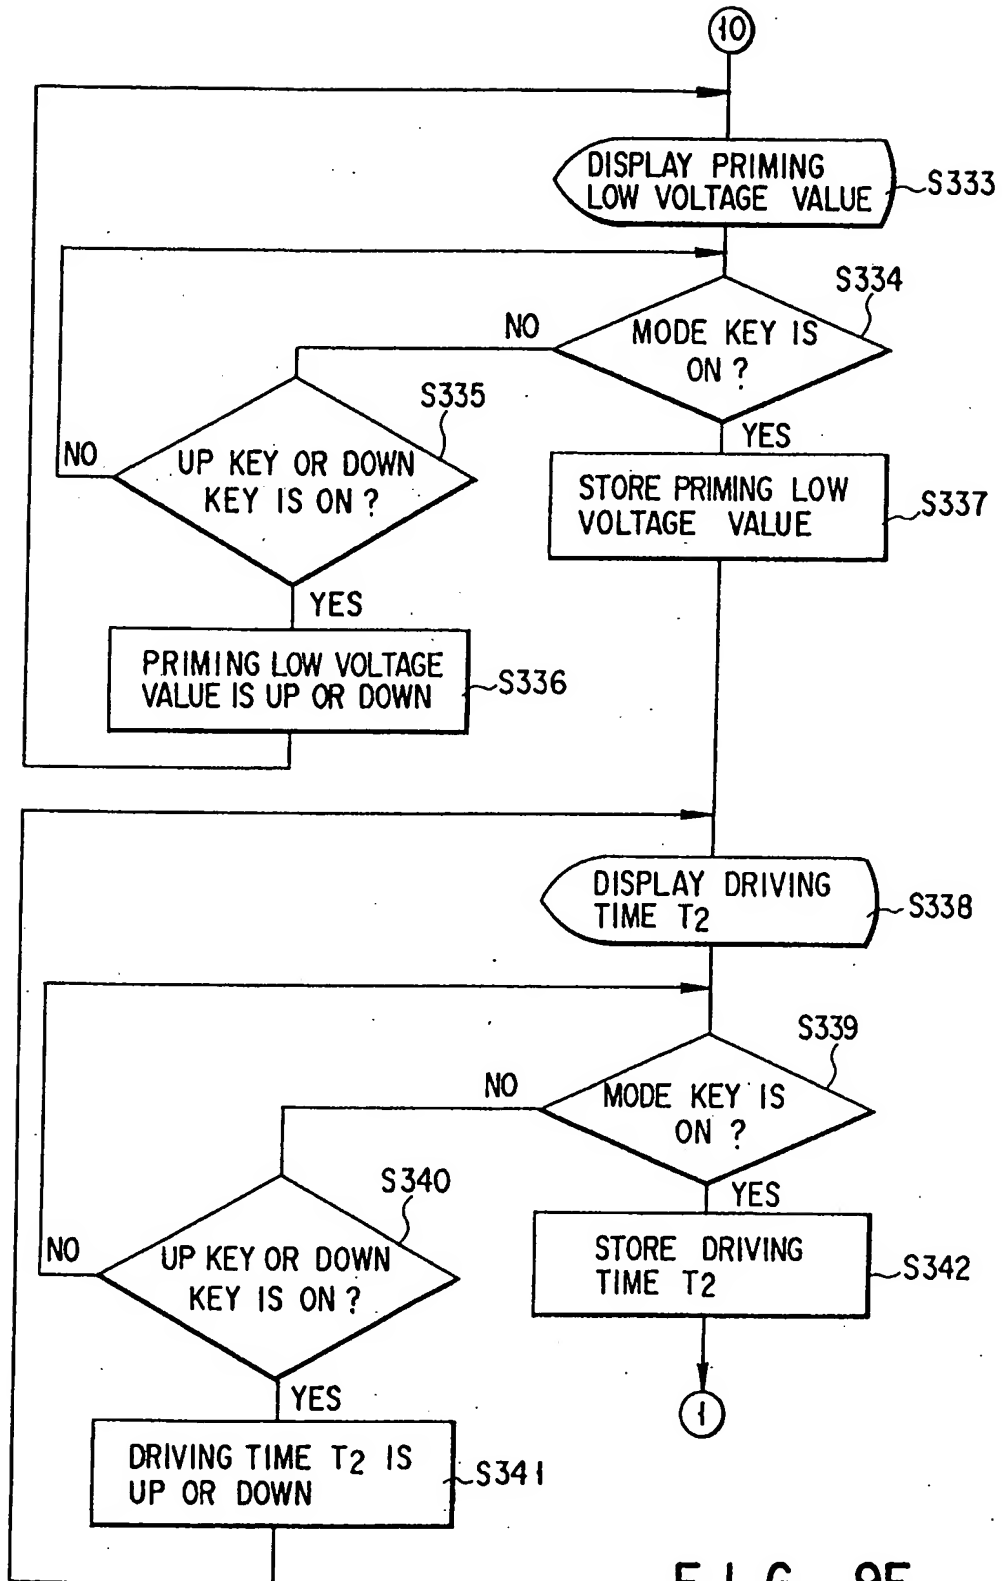 10
DISPLAY PRIMING
LOW VOLTAGE VALUE
S333
S334
NO
MODE KEY IS
ON ?
S335
YES
NO
UP KEY OR DOWN
KEY IS ON ?
STORE PRIMING LOW
VOLTAGE VALUE
S337
YES
PRIMING LOW VOLTAGE
VALUE IS UP OR DOWN
S336
DISPLAY DRIVING
TIME T2
S338
S339
NO
MODE KEY IS
ON ?
S340
YES
NO
UP KEY OR DOWN
KEY IS ON ?
STORE DRIVING
TIME T2
S342
YES
1
DRIVING TIME T2 IS
UP OR DOWN
S341